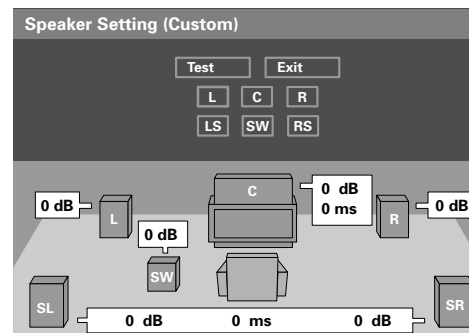 Speaker Setting (Custom)
Test Exit
L C R
LS SW RS
C
0 dB
0 ms
0 dB L R 0 dB
0 dB
SW
SL SR
0 dB 0 ms 0 dB